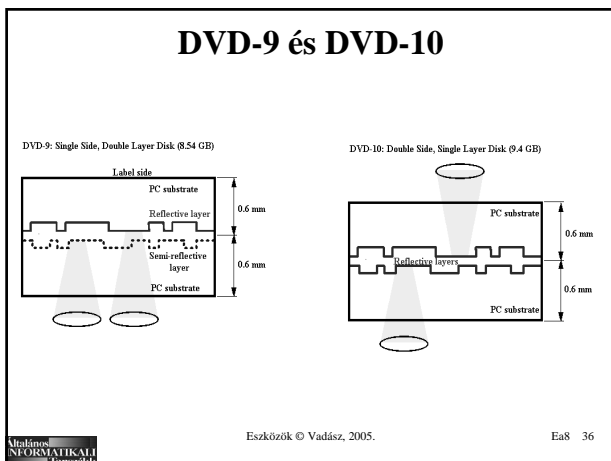 DVD-9 és DVD-10
DVD-9: Single Side, Double Layer Disk (8.54 GB)
Label side
PC substrate
Reflective layer
0.6 mm
Semi-reflective
layer
0.6 mm
PC substrate
DVD-10: Double Side, Single Layer Disk (9.4 GB)
PC substrate
0.6 mm
Reflective layers
0.6 mm
PC substrate
Általános
INFORMATIKAI
Eszközök © Vadász, 2005.
Ea8 36